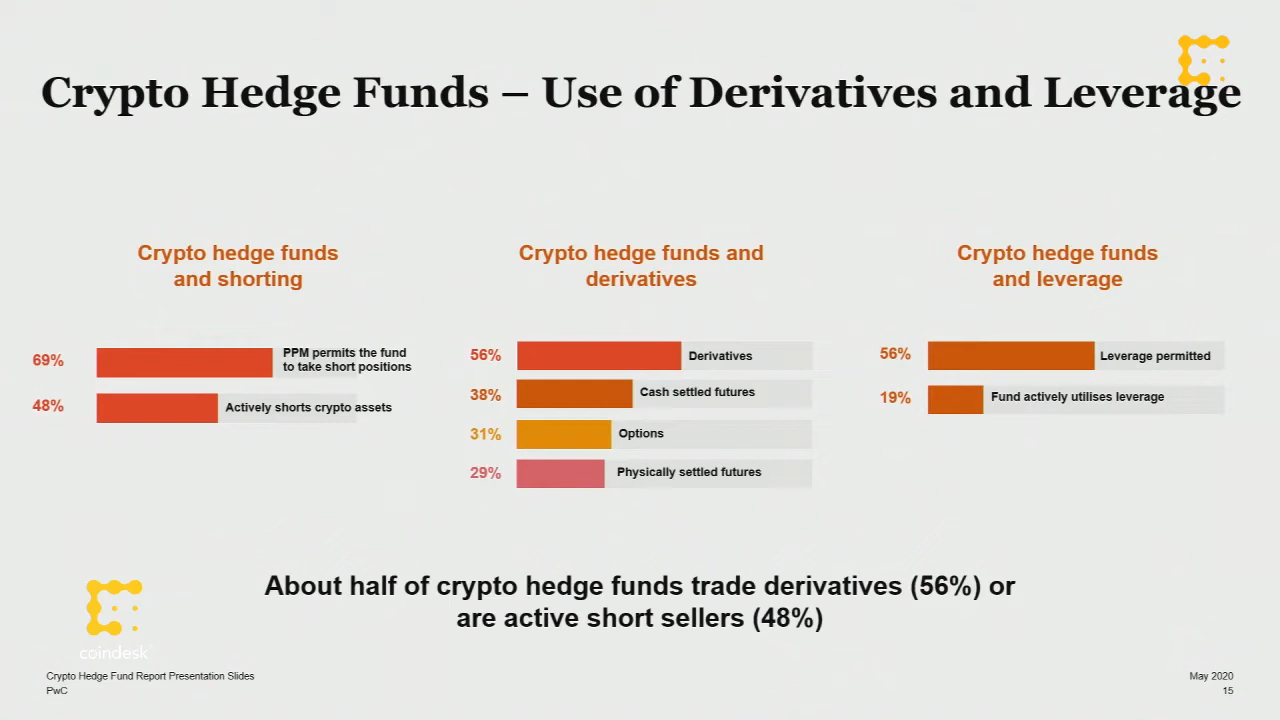 Crypto Hedge Funds – Use of Derivatives and Leverage
Crypto hedge funds
and shorting
69%
PPM permits the fund
to take short positions
48%
Actively shorts crypto assets
Crypto hedge funds and
derivatives
56%
Derivatives
38%
Cash settled futures
31%
Options
29%
Physically settled futures
Crypto hedge funds
and leverage
56%
Leverage permitted
19%
Fund actively utilises leverage
About half of crypto hedge funds trade derivatives (56%) or
are active short sellers (48%)
coindesk
Crypto Hedge Fund Report Presentation Slides
PwC
May 2020
15